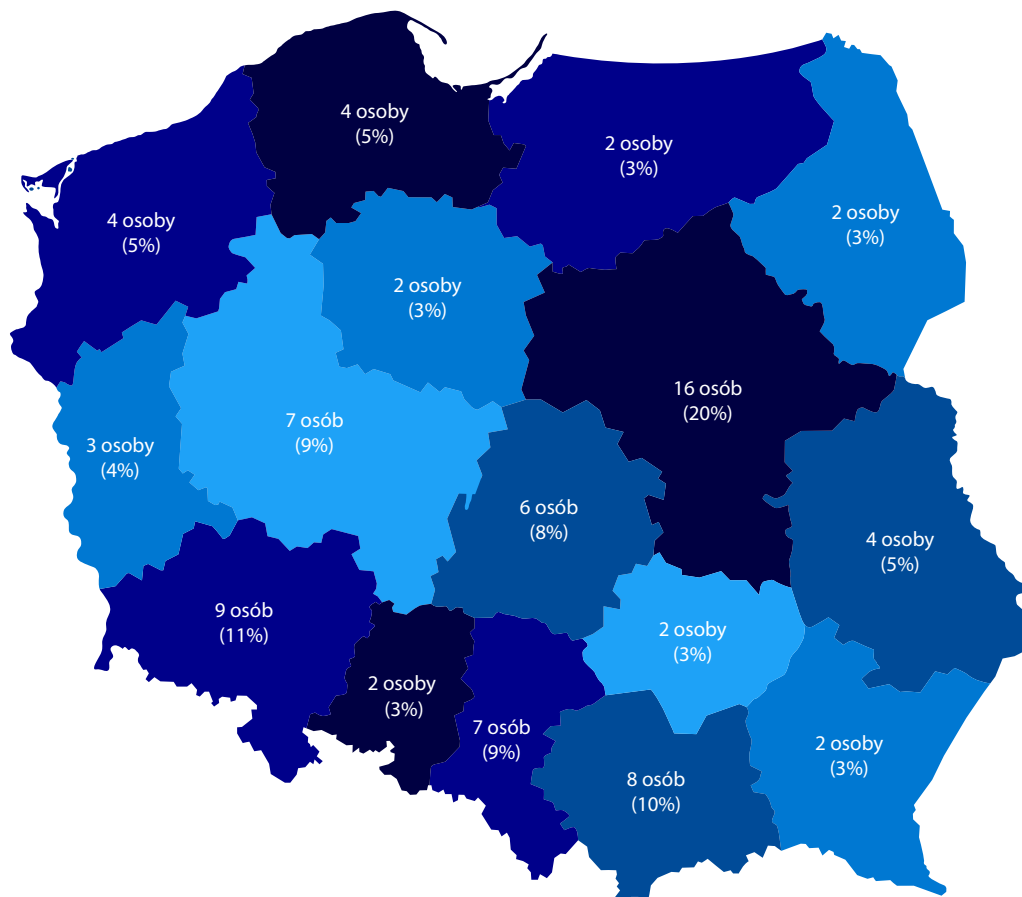 4 osoby
(5%)
2 osoby
(3%)
4 osoby
(5%)
2 osoby
(3%)
2 osoby
(3%)
16 osób
(20%)
7 osób
(9%)
3 osoby
(4%)
6 osób
(8%)
4 osoby
(5%)
9 osób
(11%)
2 osoby
(3%)
2 osoby
(3%)
7 osób
(9%)
2 osoby
(3%)
8 osób
(10%)